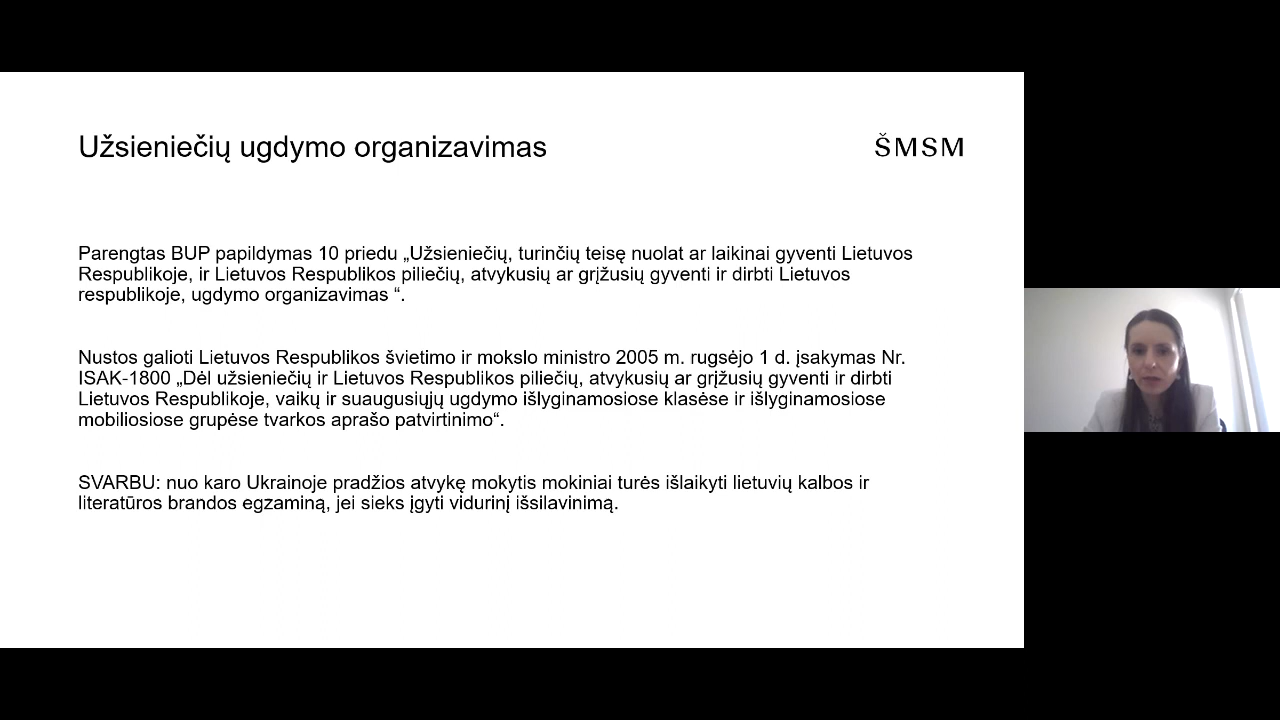 Užsieniečių ugdymo organizavimas
ŠMSM
Parengtas BUP papildymas 10 priedu „Užsieniečių, turinčių teisę nuolat ar laikinai gyventi Lietuvos
Respublikoje, ir Lietuvos Respublikos piliečių, atvykusių ar grįžusių gyventi ir dirbti Lietuvos
respublikoje, ugdymo organizavimas “.
Nustos galioti Lietuvos Respublikos švietimo ir mokslo ministro 2005 m. rugsėjo 1 d. įsakymas Nr.
ISAK-1800 „Dėl užsieniečių ir Lietuvos Respublikos piliečių, atvykusių ar grįžusių gyventi ir dirbti
Lietuvos Respublikoje, vaikų ir suaugusiųjų ugdymo išlyginamosiose klasėse ir išlyginamosiose
mobiliosiose grupėse tvarkos aprašo patvirtinimo“.
SVARBU: nuo karo Ukrainoje pradžios atvykę mokytis mokiniai turės išlaikyti lietuvių kalbos ir
literatūros brandos egzaminą, jei sieks įgyti vidurinį išsilavinimą.